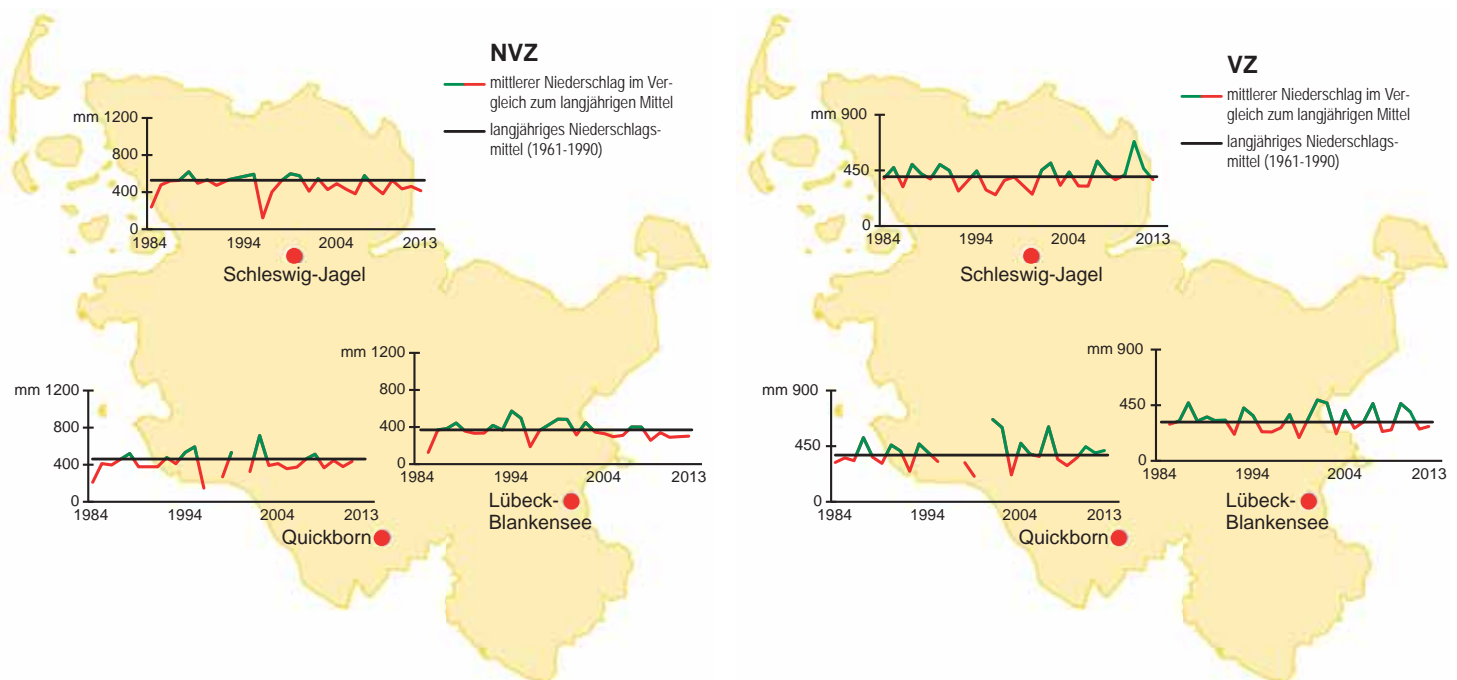 NVZ
mittlerer Niederschlag im Ver-
gleich zum langjährigen Mittel
langjähriges Niederschlags-
mittel (1961-1990)
mm 1200
800
400
0
1984 1994 2004 2013
Schleswig-Jagel
mm 1200
800
400
0
1984 1994 2004 2013
Lübeck-
Blankensee
mm 1200
800
400
0
1984 1994 2004 2013
Quickborn
VZ
mittlerer Niederschlag im Ver-
gleich zum langjährigen Mittel
langjähriges Niederschlags-
mittel (1961-1990)
mm 900
450
0
1984 1994 2004 2013
Schleswig-Jagel
mm 900
450
0
1984 1994 2004 2013
Lübeck-
Blankensee
mm 900
450
0
1984 1994 2004 2013
Quickborn